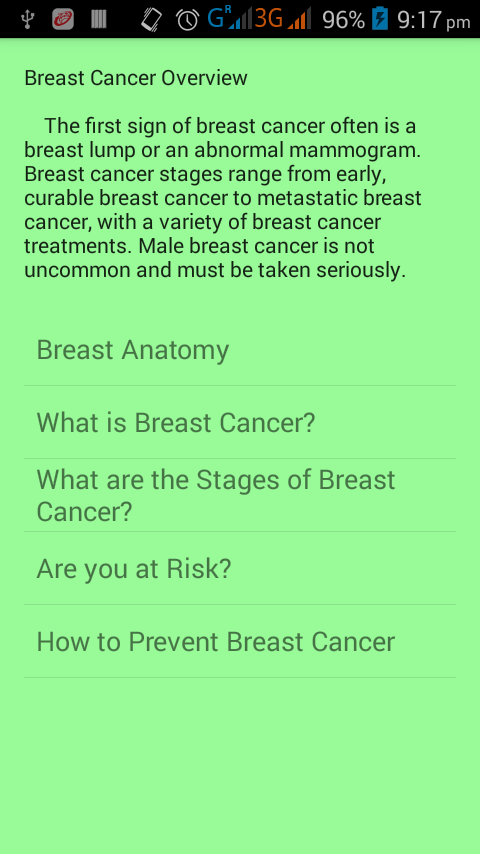 G R 3G 96% 9:17 pm
Breast Cancer Overview
The first sign of breast cancer often is a
breast lump or an abnormal mammogram.
Breast cancer stages range from early,
curable breast cancer to metastatic breast
cancer, with a variety of breast cancer
treatments. Male breast cancer is not
uncommon and must be taken seriously.
Breast Anatomy
What is Breast Cancer?
What are the Stages of Breast
Cancer?
Are you at Risk?
How to Prevent Breast Cancer